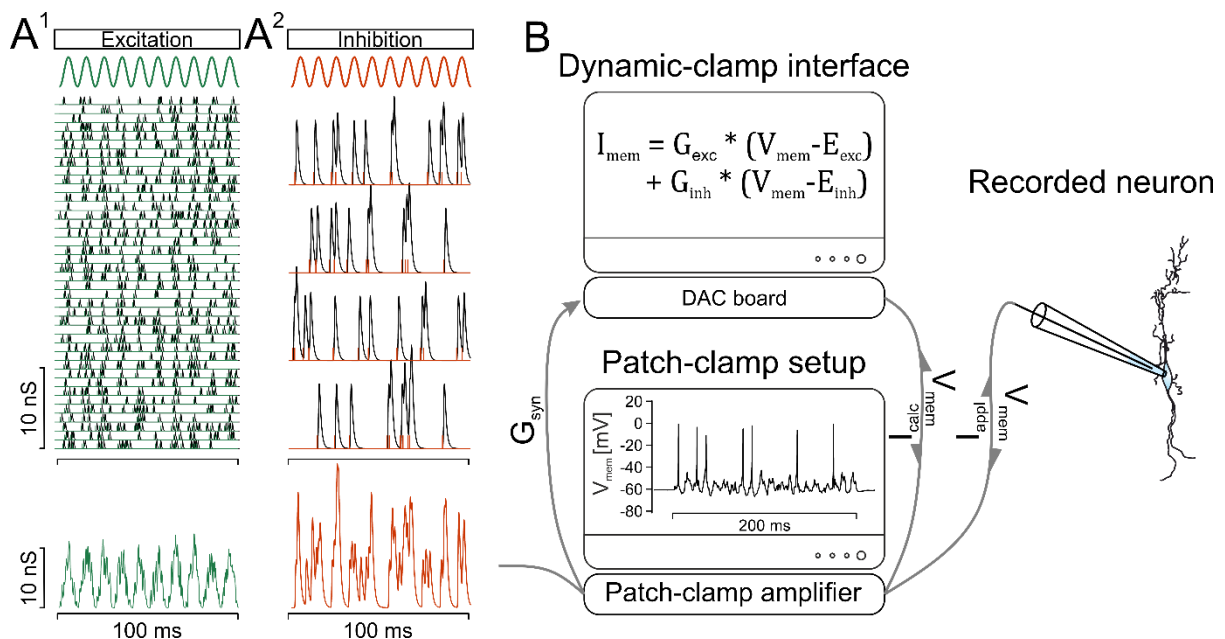 A1
Excitation
10 nS
10 nS
100 ms
A2
Inhibition
100 ms
B
Dynamic-clamp interface
Imem = Gexc * (Vmem-Eexc)
+ Ginh * (Vmem-Einh)
DAC board
Recorded neuron
Patch-clamp setup
Gsyn
Vmem [mV]
20
0
-20
-40
-60
-80
200 ms
Icalc
Vmem
Iappl
Vmem
Patch-clamp amplifier